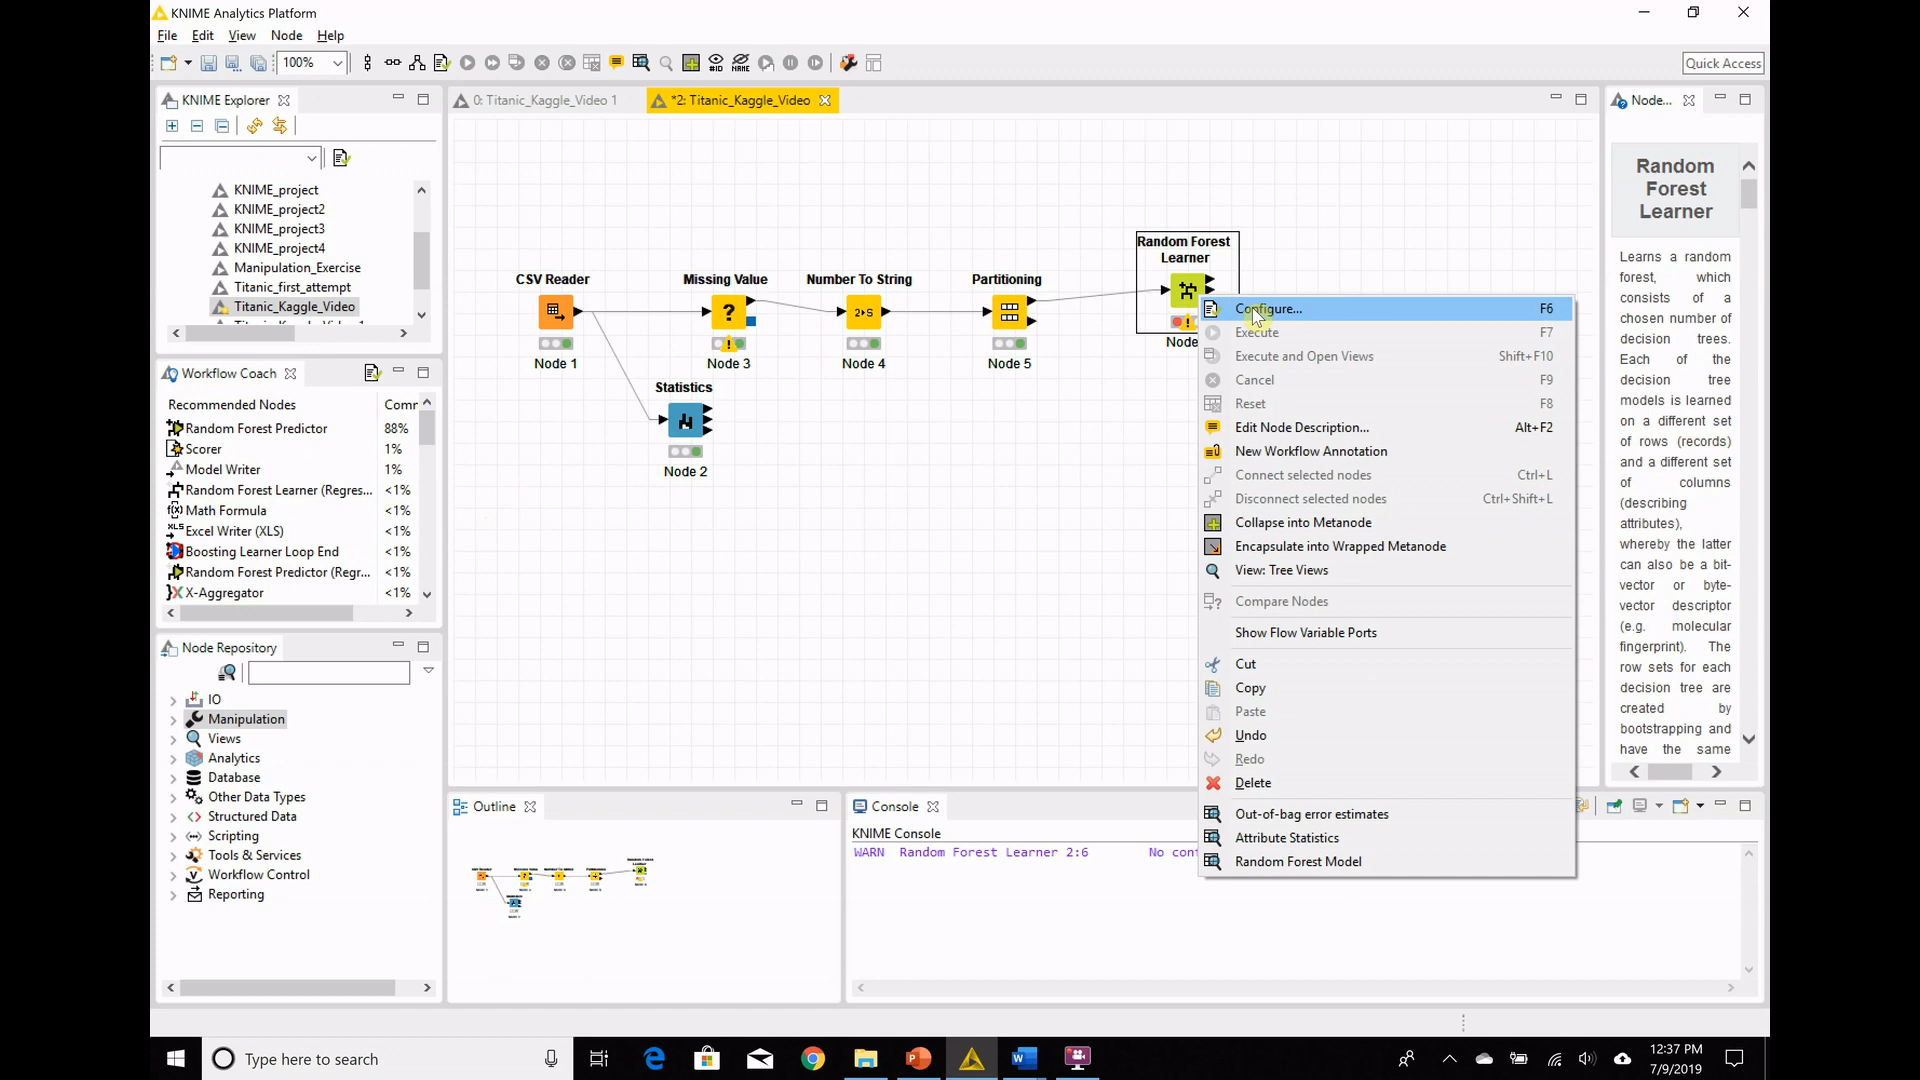 KNIME Analytics Platform
File Edit View Node Help
100%
Quick Access
KNIME Explorer
0: Titanic_Kaggle_Video 1
*2: Titanic_Kaggle_Video
Node...
KNIME_project
KNIME_project2
KNIME_project3
KNIME_project4
Manipulation_Exercise
Titanic_first_attempt
Titanic_Kaggle_Video
Workflow Coach
Recommended Nodes Comr
Random Forest Predictor 88%
Scorer 1%
Model Writer 1%
Random Forest Learner (Regres... <1%
Math Formula <1%
Excel Writer (XLS) <1%
Boosting Learner Loop End <1%
Random Forest Predictor (Regr... <1%
X-Aggregator <1%
Node Repository
IO
Manipulation
Views
Analytics
Database
Other Data Types
Structured Data
Scripting
Tools & Services
Workflow Control
Reporting
CSV Reader
Node 1
Missing Value
Node 3
Number To String
2▸S
Node 4
Partitioning
Node 5
Random Forest
Learner
Node
Statistics
Node 2
Configure... F6
Execute F7
Execute and Open Views Shift+F10
Cancel F9
Reset F8
Edit Node Description... Alt+F2
New Workflow Annotation
Connect selected nodes Ctrl+L
Disconnect selected nodes Ctrl+Shift+L
Collapse into Metanode
Encapsulate into Wrapped Metanode
View: Tree Views
Compare Nodes
Show Flow Variable Ports
Cut
Copy
Paste
Undo
Redo
Delete
Out-of-bag error estimates
Attribute Statistics
Random Forest Model
Random
Forest
Learner
Learns a random
forest, which
consists of a
chosen number of
decision trees.
Each of the
decision tree
models is learned
on a different set
of rows (records)
and a different set
of columns
(describing
attributes),
whereby the latter
can also be a bit-
vector or byte-
vector descriptor
(e.g. molecular
fingerprint). The
row sets for each
decision tree are
created by
bootstrapping and
have the same
Outline
Console
KNIME Console
WARN Random Forest Learner 2:6 No con
Type here to search
12:37 PM
7/9/2019